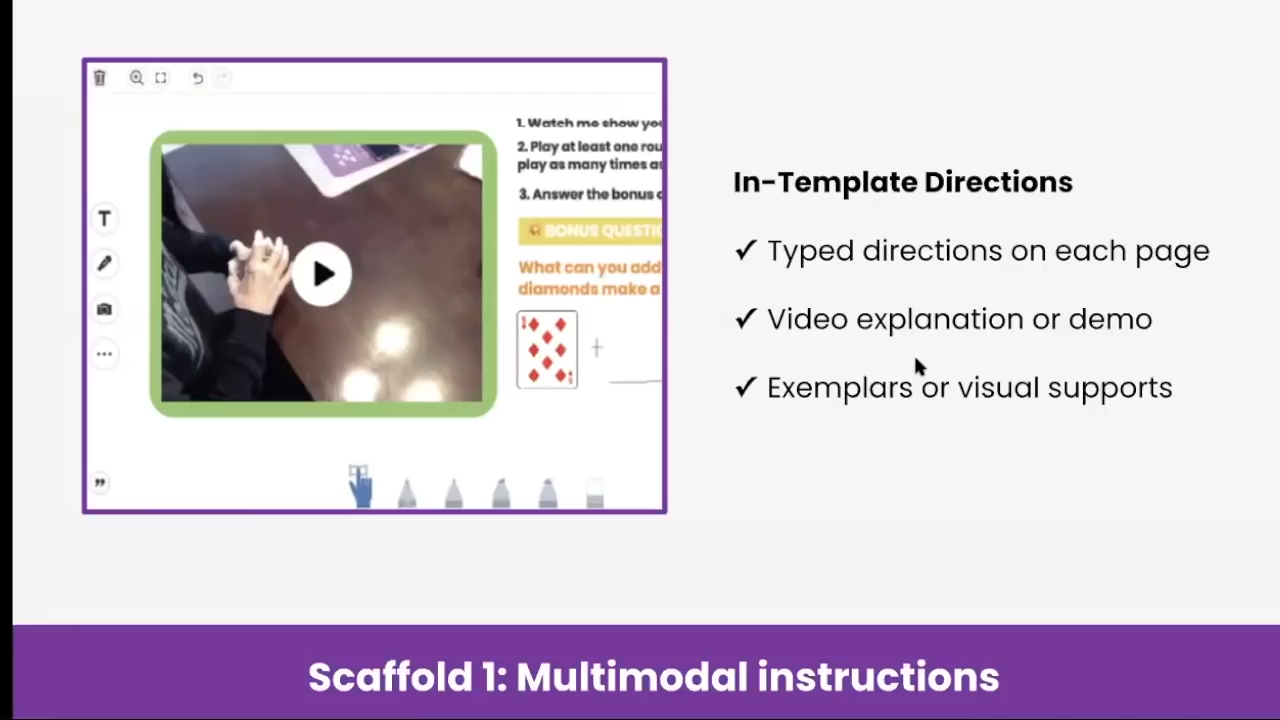 1. Watch me show you
2. Play at least one rou
play as many times as
3. Answer the bonus
BONUS QUESTIO
What can you add
diamonds make a
+
T
In-Template Directions
✓ Typed directions on each page
✓ Video explanation or demo
✓ Exemplars or visual supports
Scaffold 1: Multimodal instructions